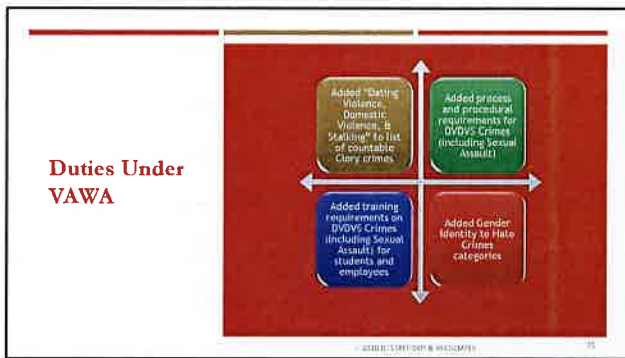 Duties Under
VAWA
Added "Dating
Violence,
Domestic
Violence, &
Stalking" to list
of countable
Clery crimes
Added process
and procedural
requirements for
DVDVS Crimes
(including Sexual
Assault)
Added training
requirements on
DVDVS Crimes
(including Sexual
Assault) for
students and
employees
Added Gender
Identity to Hate
Crimes
categories